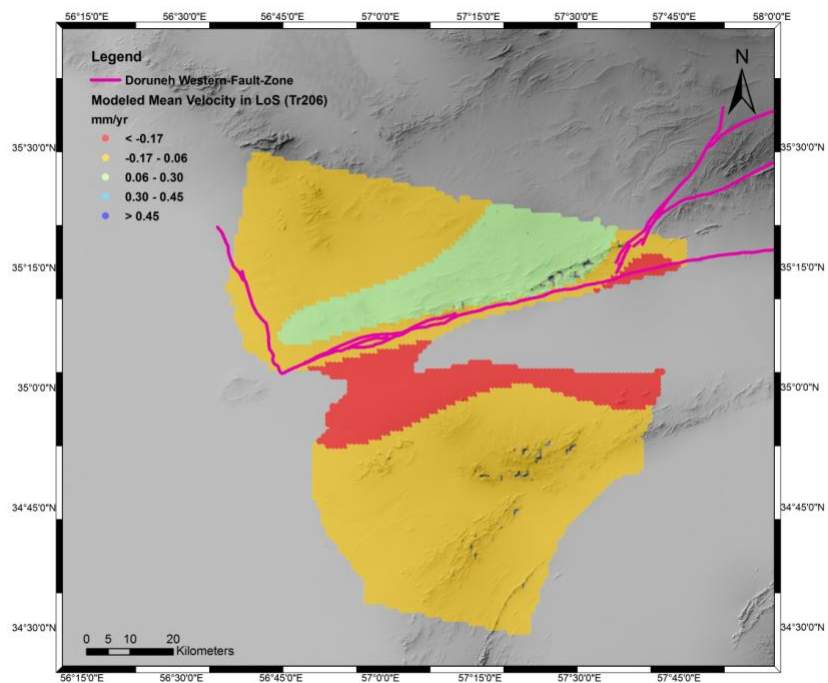 56°15'0"E 56°30'0"E 56°45'0"E 57°0'0"E 57°15'0"E 57°30'0"E 57°45'0"E 58°0'0"E
Legend
Doruneh Western-Fault-Zone
Modeled Mean Velocity in LoS (Tr206)
mm/yr
< -0.17
-0.17 - 0.06
0.06 - 0.30
0.30 - 0.45
> 0.45
N
35°30'0"N 35°30'0"N
35°15'0"N 35°15'0"N
35°0'0"N 35°0'0"N
34°45'0"N 34°45'0"N
34°30'0"N 34°30'0"N
0 5 10 20
Kilometers
56°15'0"E 56°30'0"E 56°45'0"E 57°0'0"E 57°15'0"E 57°30'0"E 57°45'0"E 58°0'0"E